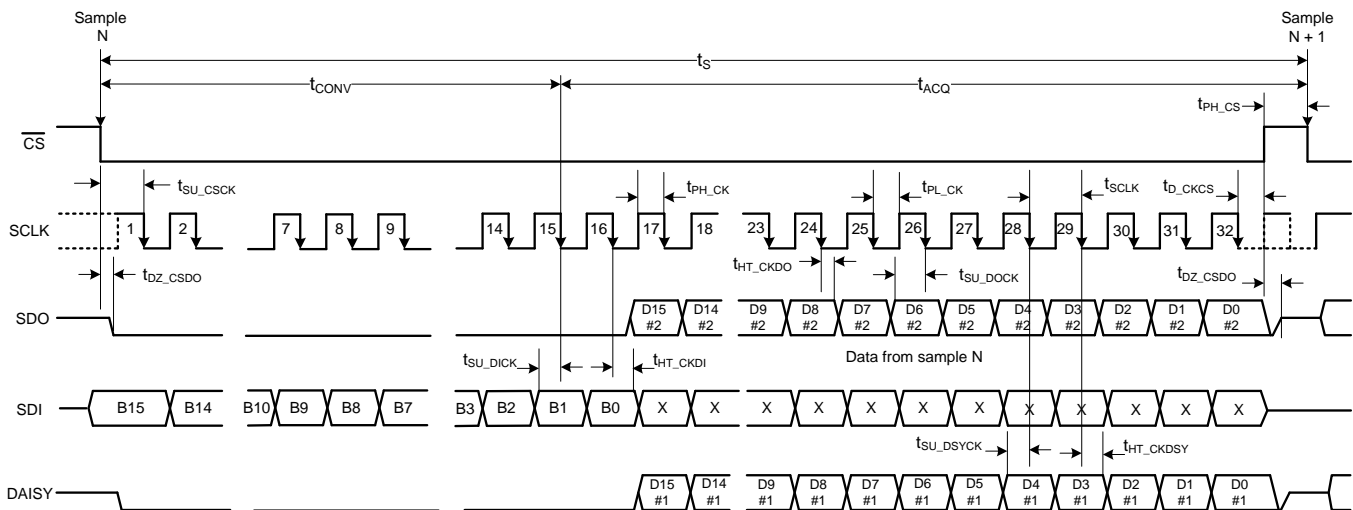 Sample
N
Sample
N + 1
tS
tCONV
tACQ
tPH_CS
CS
tSU_CSCK
tPH_CK
tPL_CK
tSCLK
tD_CKCS
SCLK
1 2 7 8 9 14 15 16 17 18 23 24 25 26 27 28 29 30 31 32
tDZ_CSDO
tHT_CKDO
tSU_DOCK
tDZ_CSDO
SDO
D15 D14 D9 D8 D7 D6 D5 D4 D3 D2 D1 D0
#2 #2 #2 #2 #2 #2 #2 #2 #2 #2 #2 #2
Data from sample N
tSU_DICK
tHT_CKDI
SDI
B15 B14 B10 B9 B8 B7 B3 B2 B1 B0 X X X X X X X X X X X X
tSU_DSYCK
tHT_CKDSY
DAISY
D15 D14 D9 D8 D7 D6 D5 D4 D3 D2 D1 D0
#1 #1 #1 #1 #1 #1 #1 #1 #1 #1 #1 #1